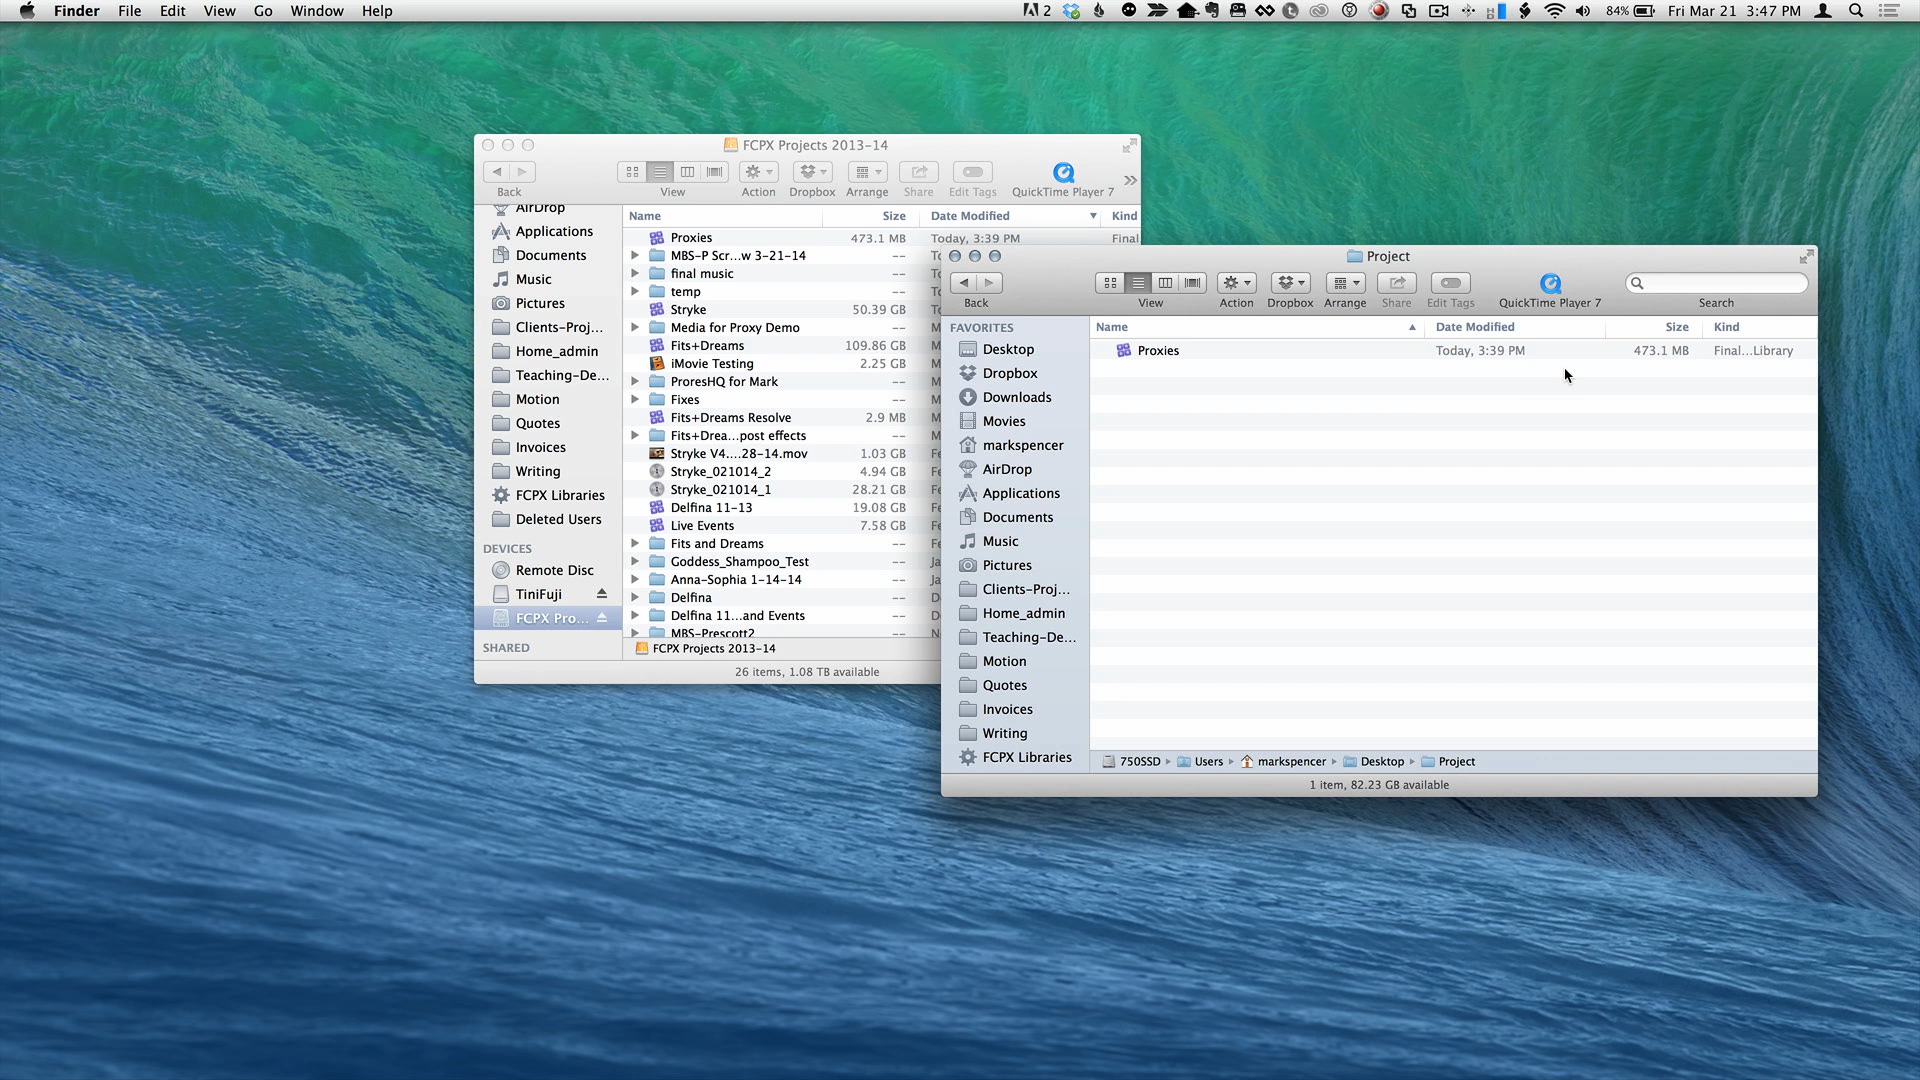 Finder File Edit View Go Window Help 2 84% Fri Mar 21 3:47 PM
FCPX Projects 2013-14
Back View Action Dropbox Arrange Share Edit Tags QuickTime Player 7
AirDrop
Applications
Documents
Music
Pictures
Clients-Proj...
Home_admin
Teaching-De...
Motion
Quotes
Invoices
Writing
FCPX Libraries
Deleted Users
DEVICES
Remote Disc
TiniFuji
FCPX Pro...
SHARED
Name Size Date Modified Kind
Proxies 473.1 MB Today, 3:39 PM Final
MBS-P Scr...w 3-21-14 --
final music --
temp --
Stryke 50.39 GB
Media for Proxy Demo --
Fits+Dreams 109.86 GB
iMovie Testing 2.25 GB
ProresHQ for Mark --
Fixes --
Fits+Dreams Resolve 2.9 MB
Fits+Drea...post effects --
Stryke V4....28-14.mov 1.03 GB
Stryke_021014_2 4.94 GB
Stryke_021014_1 28.21 GB
Delfina 11-13 19.08 GB
Live Events 7.58 GB
Fits and Dreams --
Goddess_Shampoo_Test --
Anna-Sophia 1-14-14 --
Delfina --
Delfina 11...and Events --
MBS-Prescott2 --
FCPX Projects 2013-14
26 items, 1.08 TB available
Project
Back View Action Dropbox Arrange Share Edit Tags QuickTime Player 7 Search
FAVORITES
Desktop
Dropbox
Downloads
Movies
markspencer
AirDrop
Applications
Documents
Music
Pictures
Clients-Proj...
Home_admin
Teaching-De...
Motion
Quotes
Invoices
Writing
FCPX Libraries
Name Date Modified Size Kind
Proxies Today, 3:39 PM 473.1 MB Final...Library
750SSD Users markspencer Desktop Project
1 item, 82.23 GB available